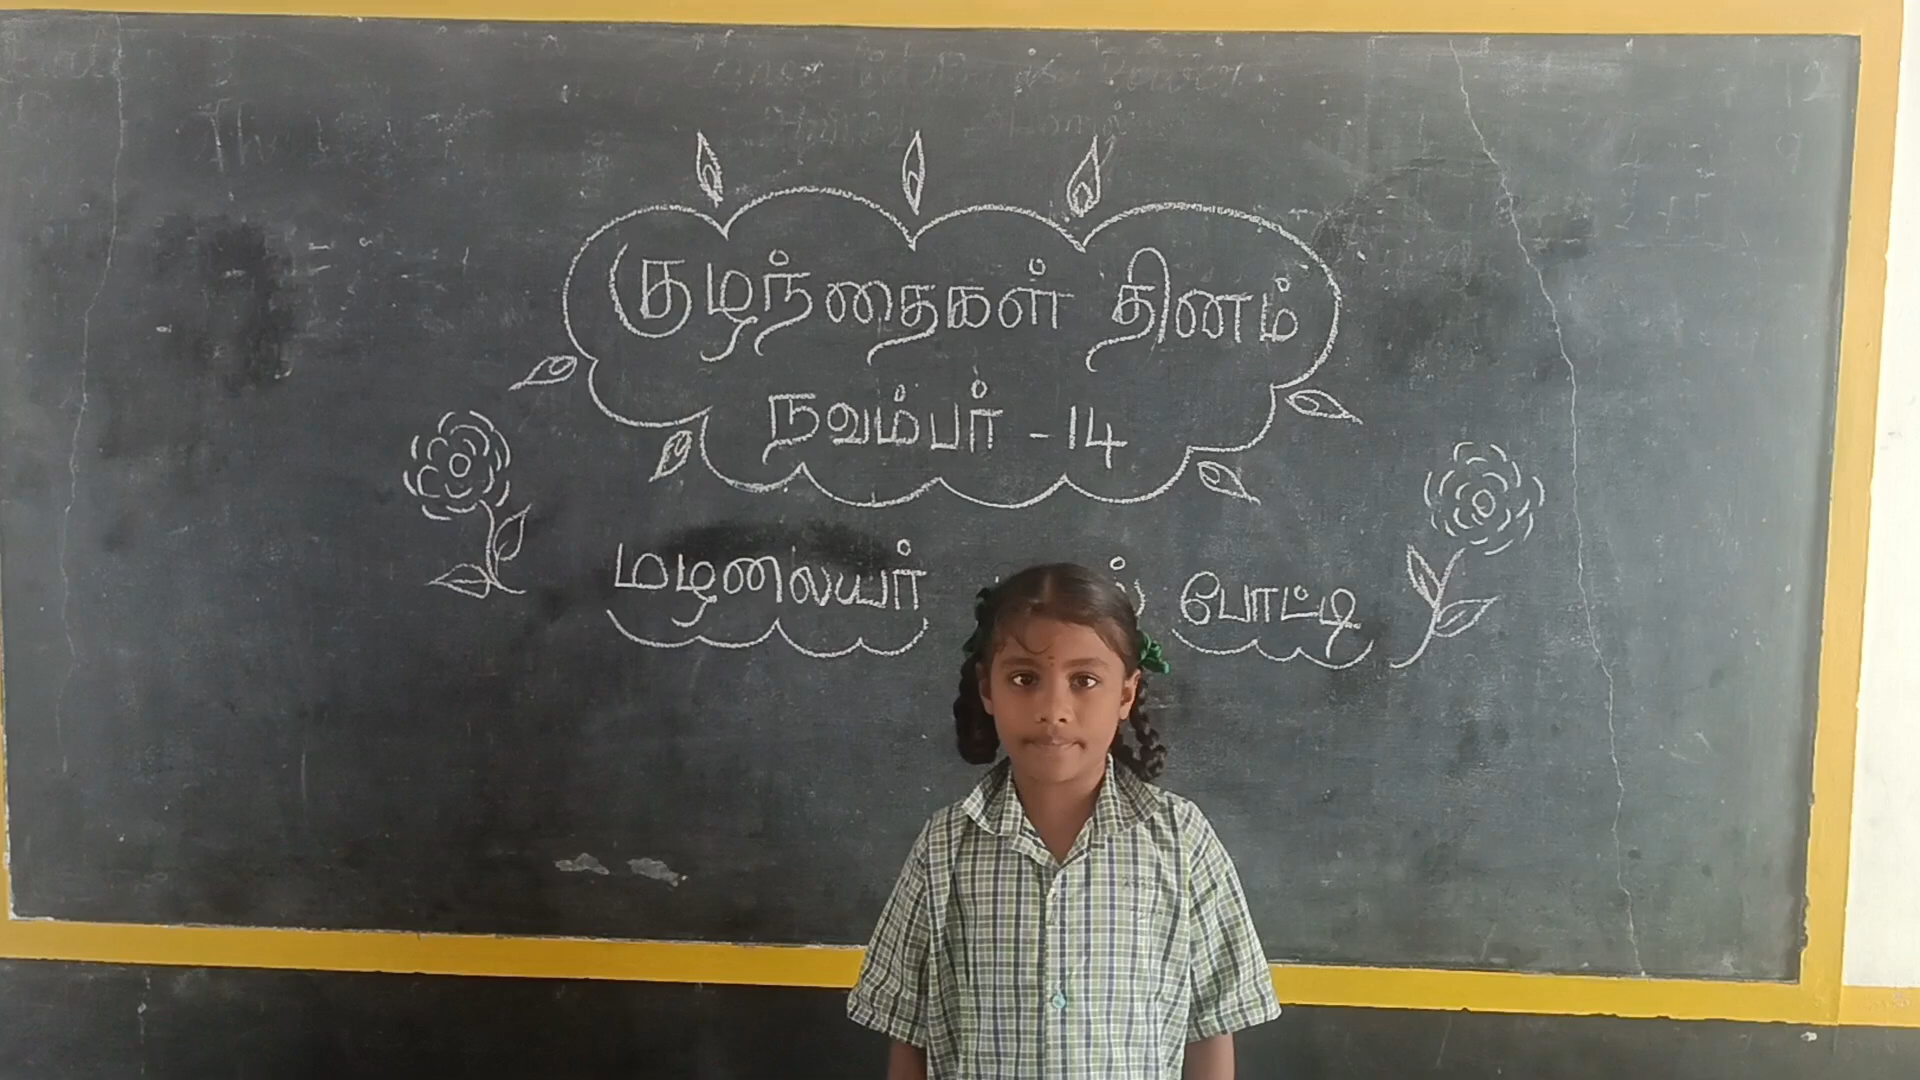 குழந்தைகள் தினம்
நவம்பர் - 14
மழலையர் போட்டி